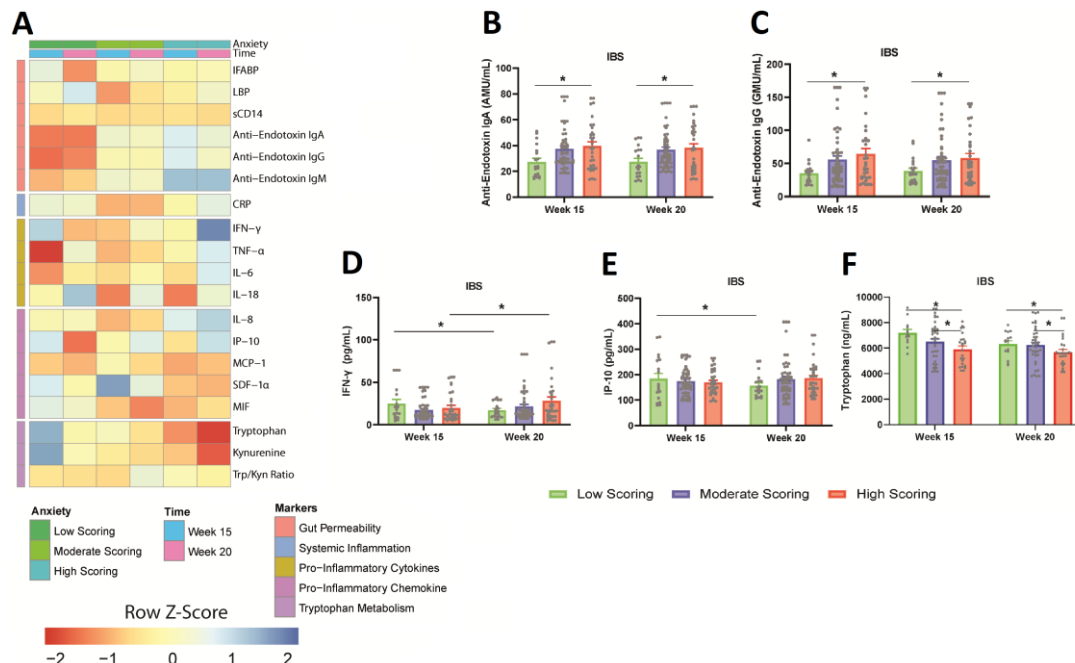 A
Anxiety
Time
IFABP
LBP
sCD14
Anti−Endotoxin IgA
Anti−Endotoxin IgG
Anti−Endotoxin IgM
CRP
IFN−γ
TNF−α
IL−6
IL−18
IL−8
IP−10
MCP−1
SDF−1α
MIF
Tryptophan
Kynurenine
Trp/Kyn Ratio
Anxiety
Low Scoring
Moderate Scoring
High Scoring
Time
Week 15
Week 20
Markers
Gut Permeability
Systemic Inflammation
Pro−Inflammatory Cytokines
Pro−Inflammatory Chemokine
Tryptophan Metabolism
Row Z-Score
−2 −1 0 1 2
B
IBS
Anti-Endotoxin IgA (AMU/mL)
100
80
60
40
20
0
* *
Week 15 Week 20
C
IBS
Anti-Endotoxin IgG (GMU/mL)
200
150
100
50
0
* *
Week 15 Week 20
D
IBS
IFN-γ (pg/mL)
150
100
50
0
*
*
Week 15 Week 20
E
IBS
IP-10 (pg/mL)
500
400
300
200
100
0
*
Week 15 Week 20
F
IBS
Tryptophan (ng/mL)
10000
8000
6000
4000
2000
0
* *
* *
Week 15 Week 20
Low Scoring Moderate Scoring High Scoring